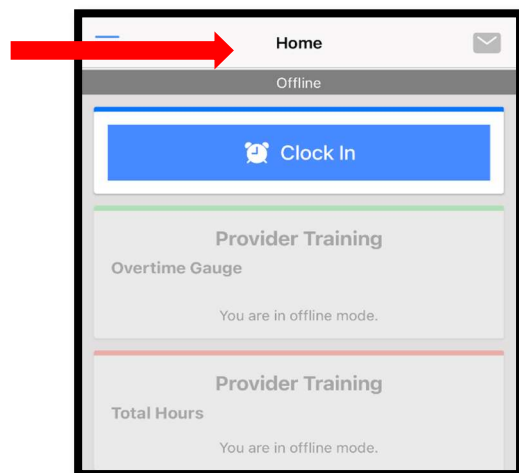 Home
Offline
Clock In
Provider Training
Overtime Gauge
You are in offline mode.
Provider Training
Total Hours
You are in offline mode.